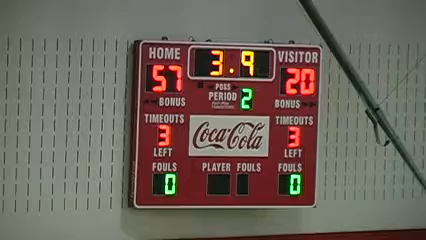 HOME 3.9 VISITOR
57 POSS 20
BONUS PERIOD 2 BONUS
TIMEOUTS TIMEOUTS
3 Coca-Cola 3
LEFT LEFT
FOULS PLAYER FOULS FOULS
0 0